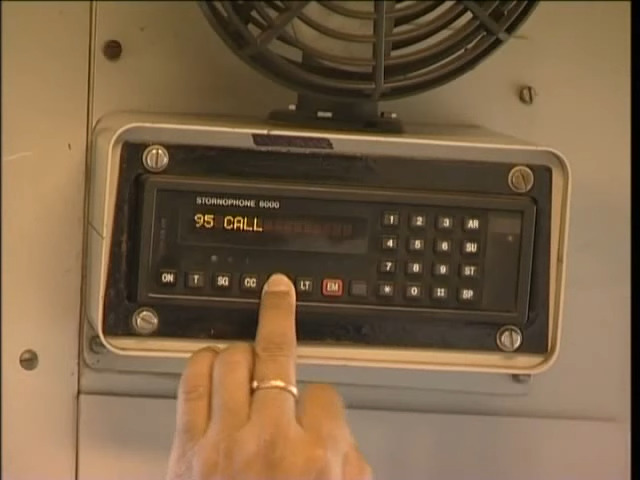 STORNOPHONE 6000
95 CALL
1 2 3 AR
4 5 6 SU
7 8 9 ST
ON T SQ CC LT EM * 0 # SP